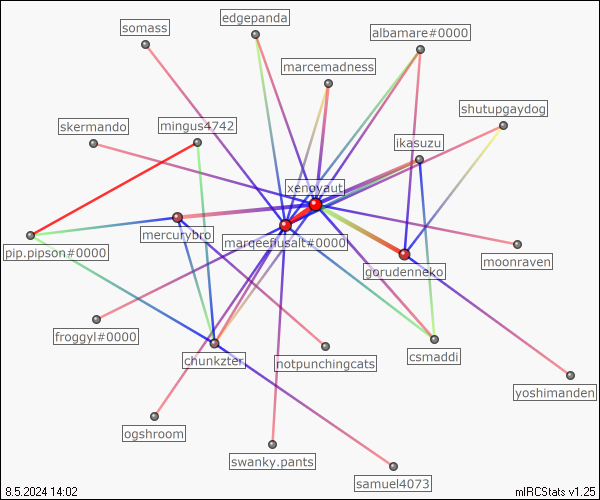 edgepanda
somass
albamare#0000
marcemadness
shutupgaydog
skermando
mingus4742
ikasuzu
xenoyaut
mercurybro
marqeeflusalt#0000
pip.pipson#0000
moonraven
gorudenneko
froggyl#0000
chunkzter
notpunchingcats
csmaddi
yoshimanden
ogshroom
swanky.pants
samuel4073
8.5.2024 14:02
mIRCStats v1.25